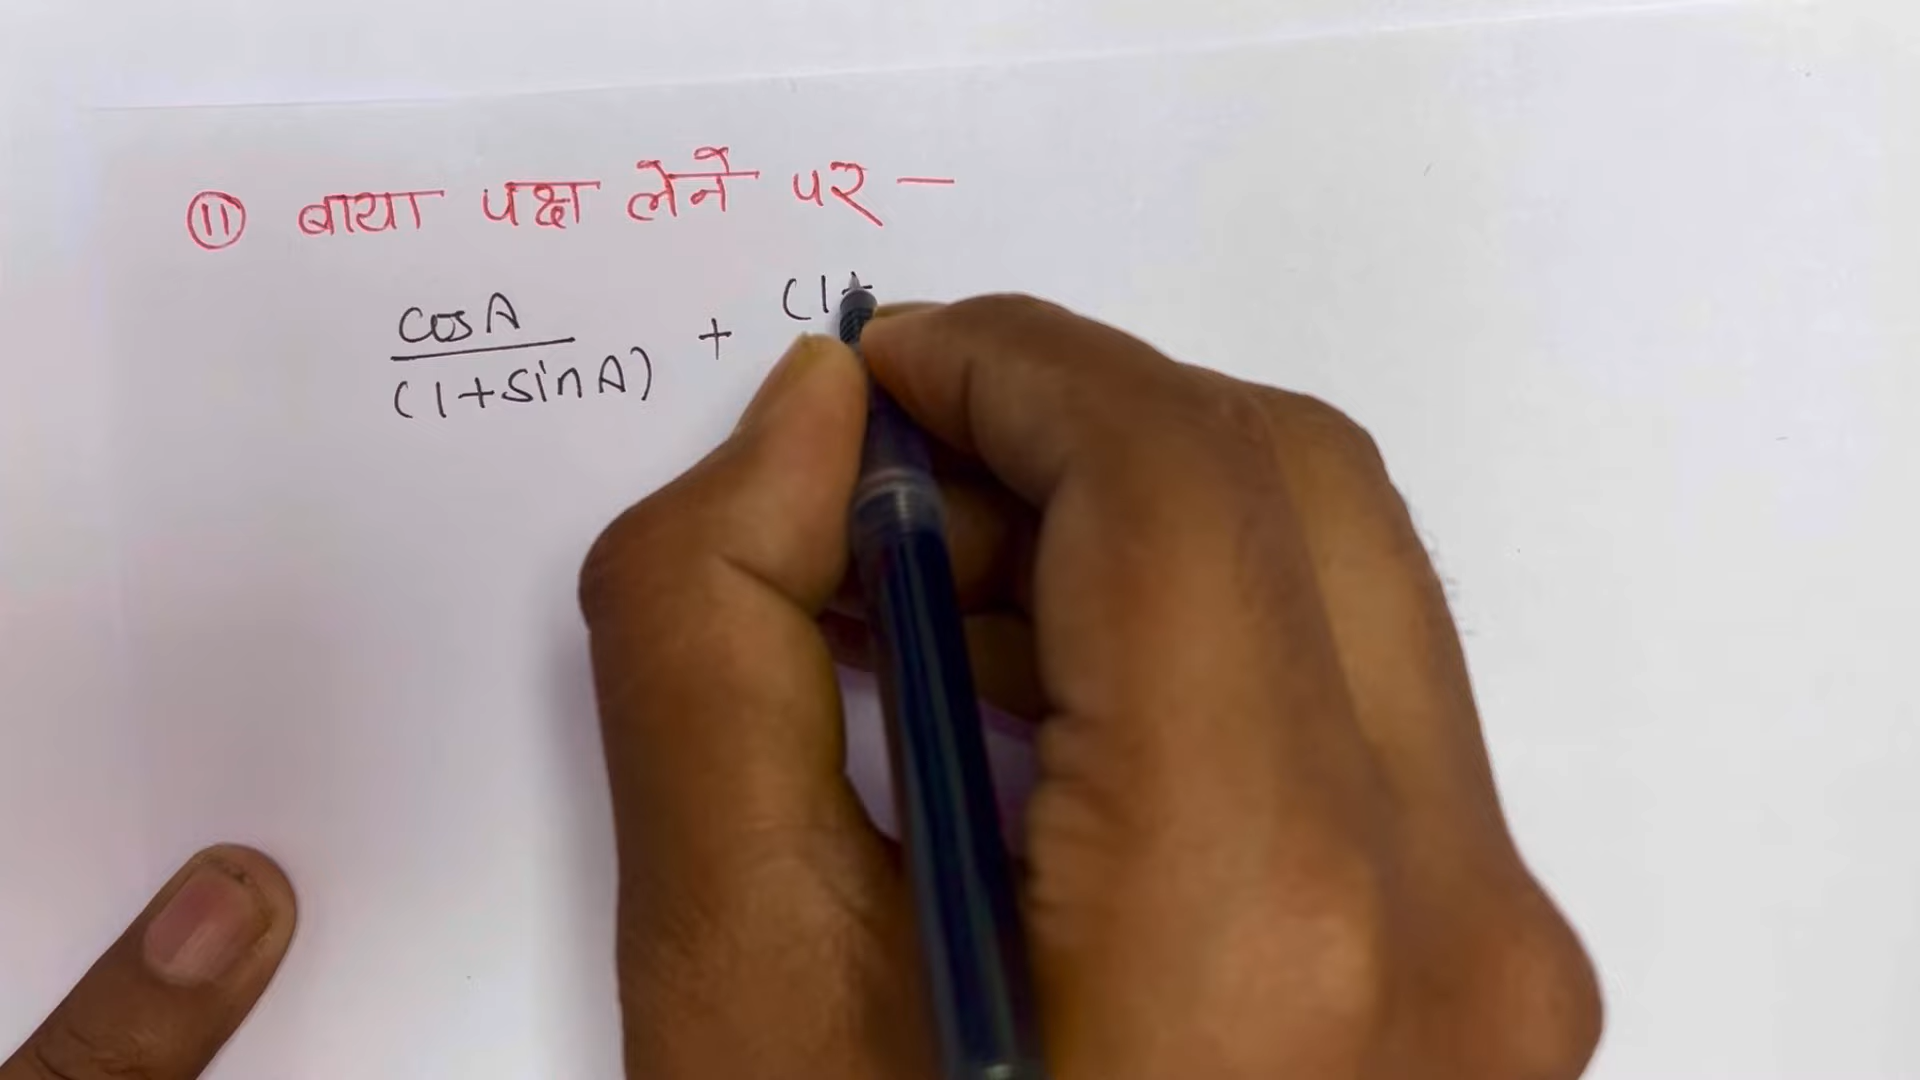 (11) बाया पक्ष लेने पर –
cosA/(1+sinA) + (1+